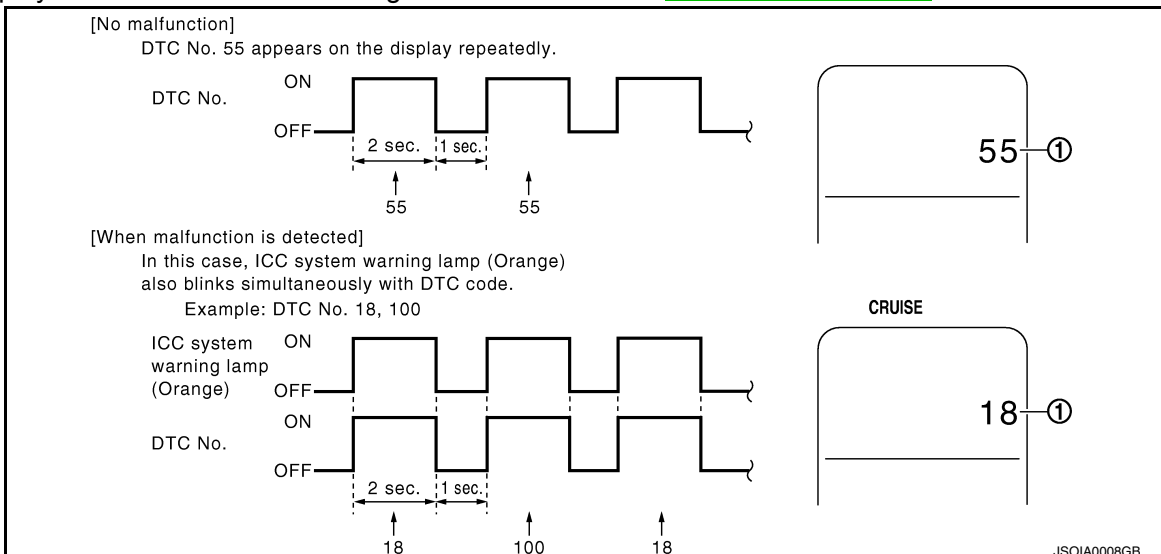 [No malfunction]
DTC No. 55 appears on the display repeatedly.
ON
DTC No.
OFF
2 sec.
1 sec.
55
55
55
1
[When malfunction is detected]
In this case, ICC system warning lamp (Orange)
also blinks simultaneously with DTC code.
Example: DTC No. 18, 100
CRUISE
ICC system
warning lamp
(Orange)
ON
OFF
ON
DTC No.
OFF
2 sec.
1 sec.
18
100
18
18
1
JSOIA0008GB